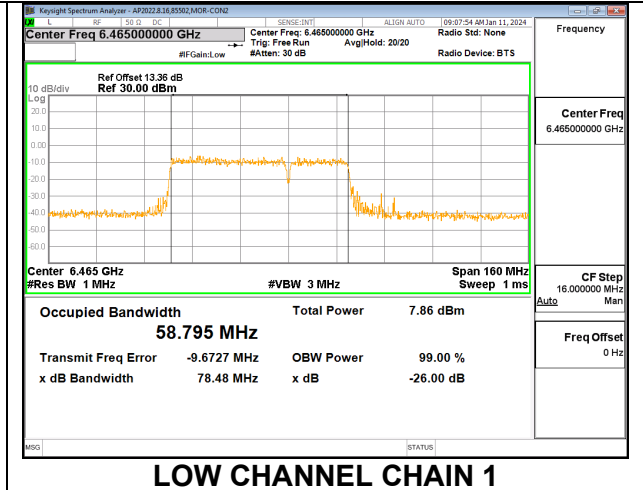 Keysight Spectrum Analyzer - AP2022.8.16,85502,MOR-CON2
L RF 50 Ω DC SENSE:INT ALIGN AUTO 09:07:54 AM Jan 11, 2024
Center Freq 6.465000000 GHz Center Freq: 6.465000000 GHz Radio Std: None Frequency
Trig: Free Run Avg|Hold: 20/20
#IFGain:Low #Atten: 30 dB Radio Device: BTS
Ref Offset 13.36 dB
10 dB/div Ref 30.00 dBm
Log
20.0
10.0
0.00
-10.0
-20.0
-30.0
-40.0
-50.0
-60.0
Center Freq
6.465000000 GHz
Center 6.465 GHz Span 160 MHz
#Res BW 1 MHz #VBW 3 MHz Sweep 1 ms
CF Step
16.000000 MHz
Auto Man
Freq Offset
0 Hz
Occupied Bandwidth Total Power 7.86 dBm
58.795 MHz
Transmit Freq Error -9.6727 MHz OBW Power 99.00 %
x dB Bandwidth 78.48 MHz x dB -26.00 dB
MSG STATUS
LOW CHANNEL CHAIN 1